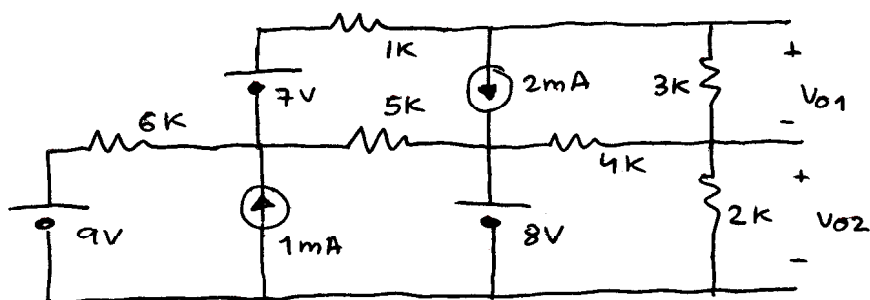 1K
7V
2mA
3K
+
Vo1
-
5K
6K
4K
+
2K
Vo2
-
9V
1mA
8V